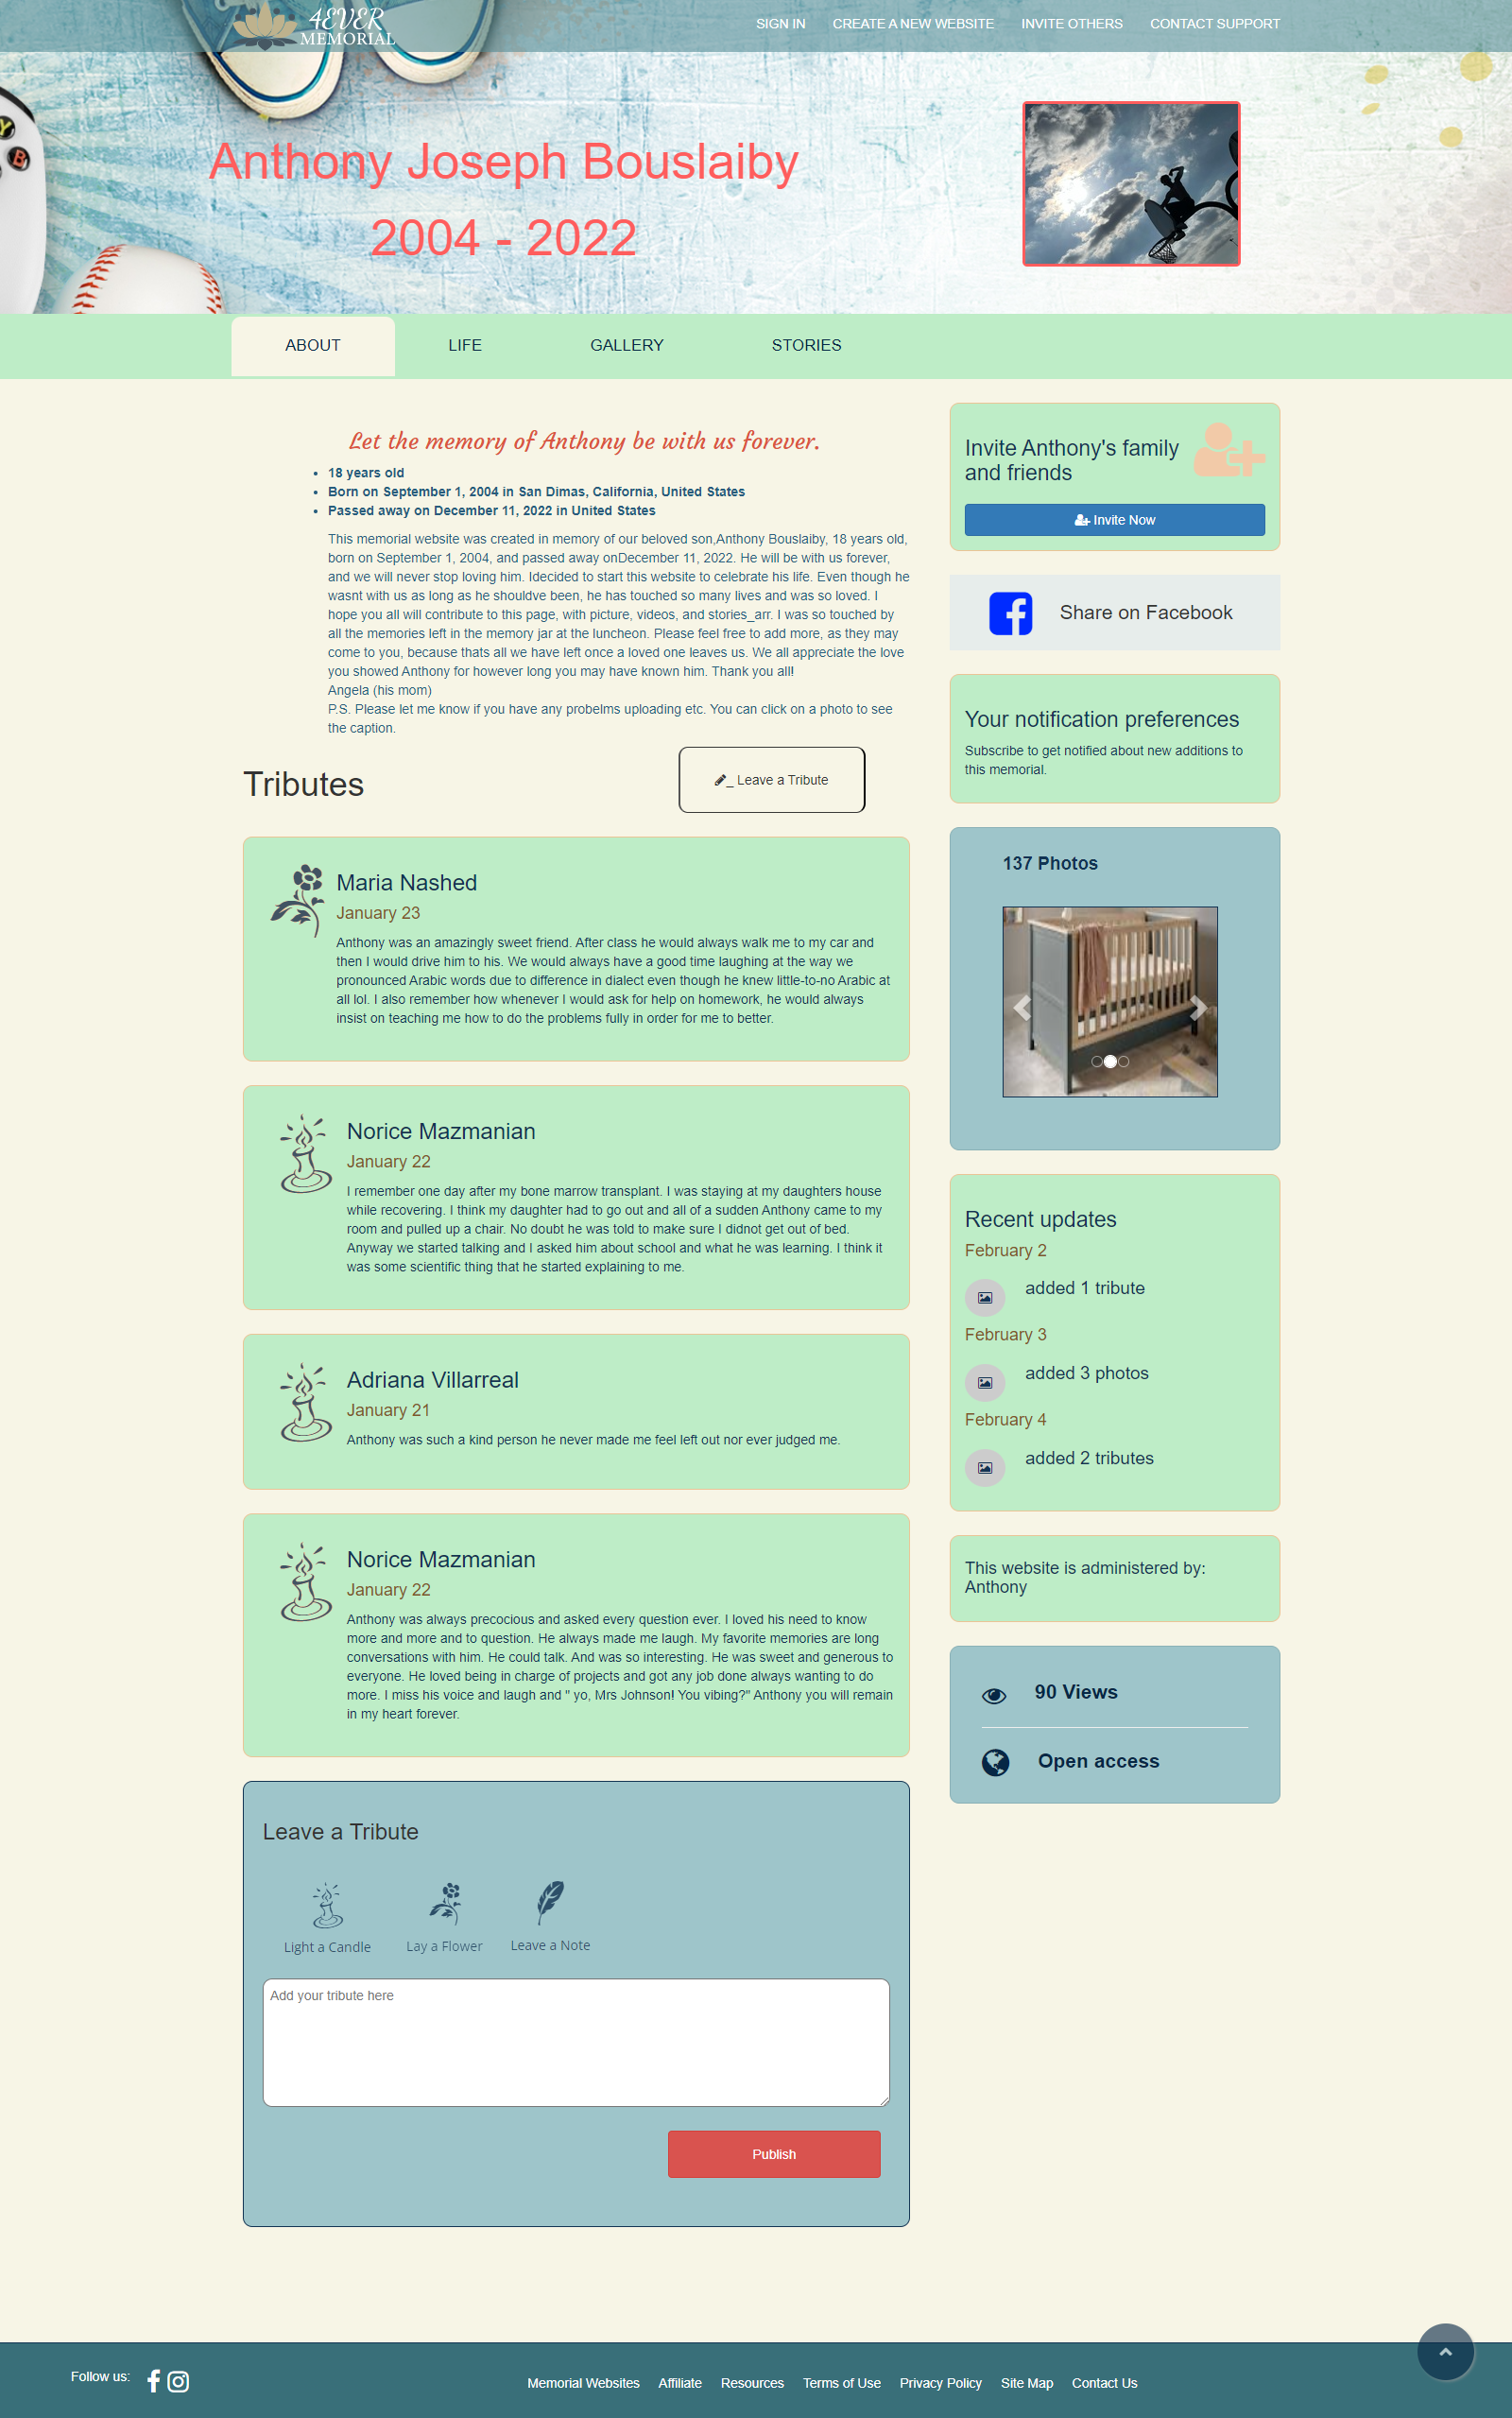 4EVER
MEMORIAL
SIGN IN CREATE A NEW WEBSITE INVITE OTHERS CONTACT SUPPORT
Y
B
Anthony Joseph Bouslaiby
2004 - 2022
ABOUT LIFE GALLERY STORIES
Let the memory of Anthony be with us forever.
• 18 years old
• Born on September 1, 2004 in San Dimas, California, United States
• Passed away on December 11, 2022 in United States
This memorial website was created in memory of our beloved son,Anthony Bouslaiby, 18 years old,
born on September 1, 2004, and passed away onDecember 11, 2022. He will be with us forever,
and we will never stop loving him. Idecided to start this website to celebrate his life. Even though he
wasnt with us as long as he shouldve been, he has touched so many lives and was so loved. I
hope you all will contribute to this page, with picture, videos, and stories_arr. I was so touched by
all the memories left in the memory jar at the luncheon. Please feel free to add more, as they may
come to you, because thats all we have left once a loved one leaves us. We all appreciate the love
you showed Anthony for however long you may have known him. Thank you all!
Angela (his mom)
P.S. Please let me know if you have any probelms uploading etc. You can click on a photo to see
the caption.
Tributes
_ Leave a Tribute
Maria Nashed
January 23
Anthony was an amazingly sweet friend. After class he would always walk me to my car and
then I would drive him to his. We would always have a good time laughing at the way we
pronounced Arabic words due to difference in dialect even though he knew little-to-no Arabic at
all lol. I also remember how whenever I would ask for help on homework, he would always
insist on teaching me how to do the problems fully in order for me to better.
Norice Mazmanian
January 22
I remember one day after my bone marrow transplant. I was staying at my daughters house
while recovering. I think my daughter had to go out and all of a sudden Anthony came to my
room and pulled up a chair. No doubt he was told to make sure I didnot get out of bed.
Anyway we started talking and I asked him about school and what he was learning. I think it
was some scientific thing that he started explaining to me.
Adriana Villarreal
January 21
Anthony was such a kind person he never made me feel left out nor ever judged me.
Norice Mazmanian
January 22
Anthony was always precocious and asked every question ever. I loved his need to know
more and more and to question. He always made me laugh. My favorite memories are long
conversations with him. He could talk. And was so interesting. He was sweet and generous to
everyone. He loved being in charge of projects and got any job done always wanting to do
more. I miss his voice and laugh and " yo, Mrs Johnson! You vibing?" Anthony you will remain
in my heart forever.
Leave a Tribute
Light a Candle Lay a Flower Leave a Note
Add your tribute here
Publish
Invite Anthony's family
and friends
Invite Now
Share on Facebook
Your notification preferences
Subscribe to get notified about new additions to
this memorial.
137 Photos
Recent updates
February 2
added 1 tribute
February 3
added 3 photos
February 4
added 2 tributes
This website is administered by:
Anthony
90 Views
Open access
Follow us:
Memorial Websites Affiliate Resources Terms of Use Privacy Policy Site Map Contact Us